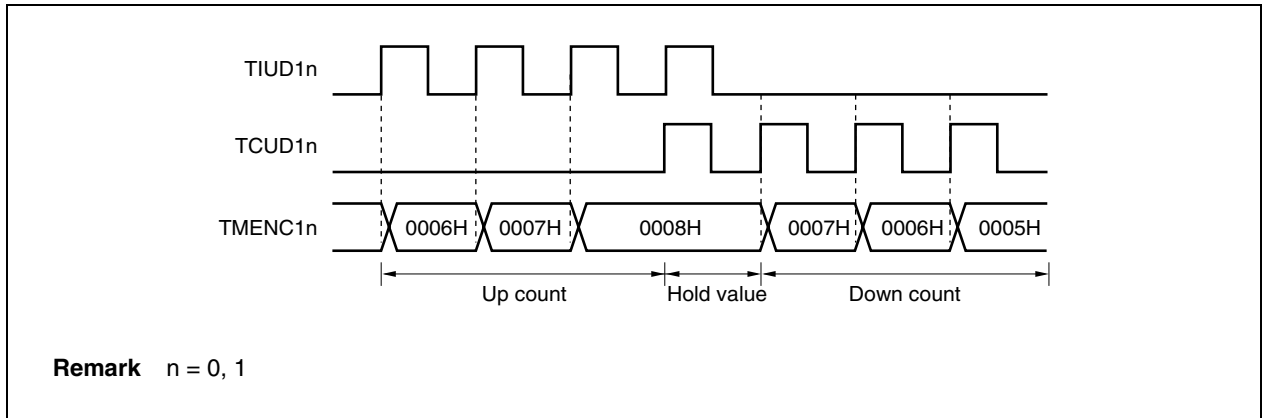 TIUD1n
TCUD1n
TMENC1n 0006H 0007H 0008H 0007H 0006H 0005H
Up count Hold value Down count
Remark n = 0, 1